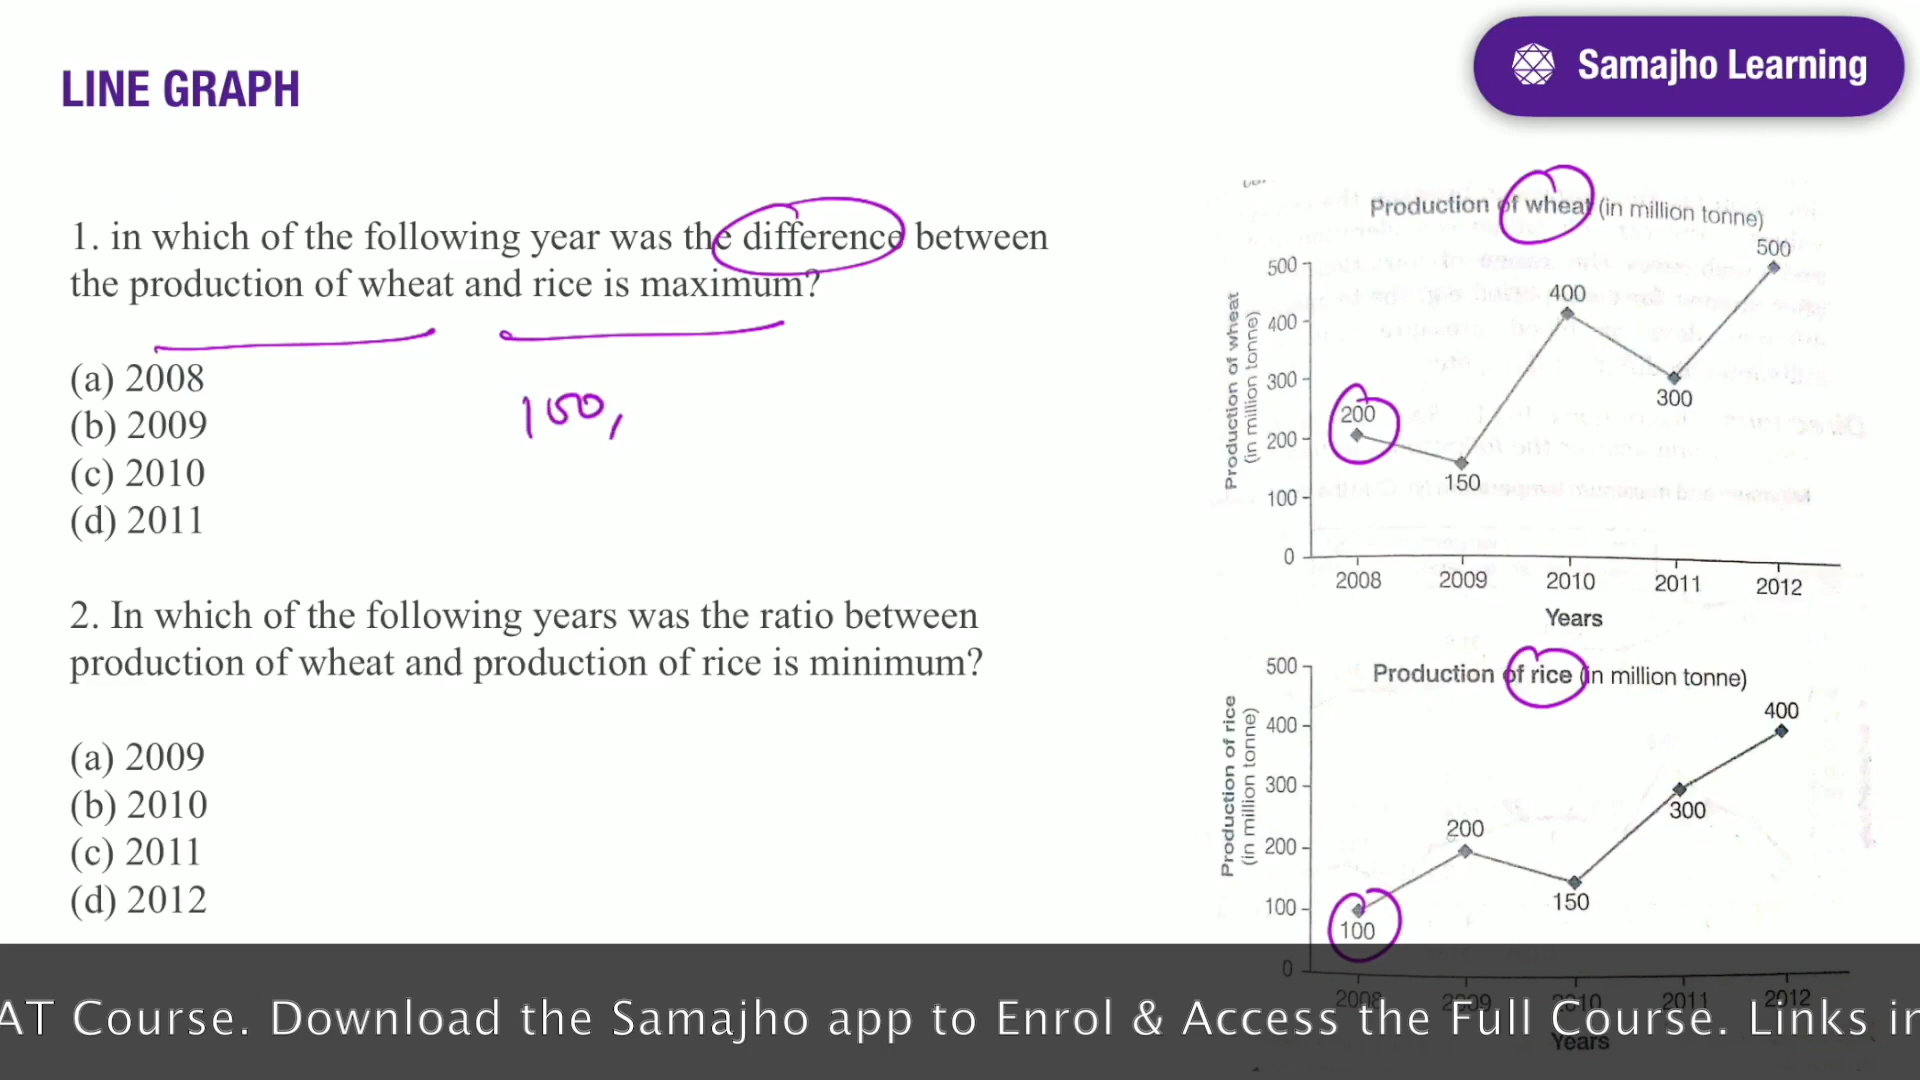 LINE GRAPH
Samajho Learning
1. in which of the following year was the difference between
the production of wheat and rice is maximum?
(a) 2008
(b) 2009
(c) 2010
(d) 2011
100,
2. In which of the following years was the ratio between
production of wheat and production of rice is minimum?
(a) 2009
(b) 2010
(c) 2011
(d) 2012
Production of wheat (in million tonne)
Production of wheat
(in million tonne)
500
400
300
200
100
0
200
150
400
300
500
2008 2009 2010 2011 2012
Years
Production of rice (in million tonne)
Production of rice
(in million tonne)
500
400
300
200
100
0
100
200
150
300
400
2008 2009 2010 2011 2012
Years
AT Course. Download the Samajho app to Enrol & Access the Full Course. Links in